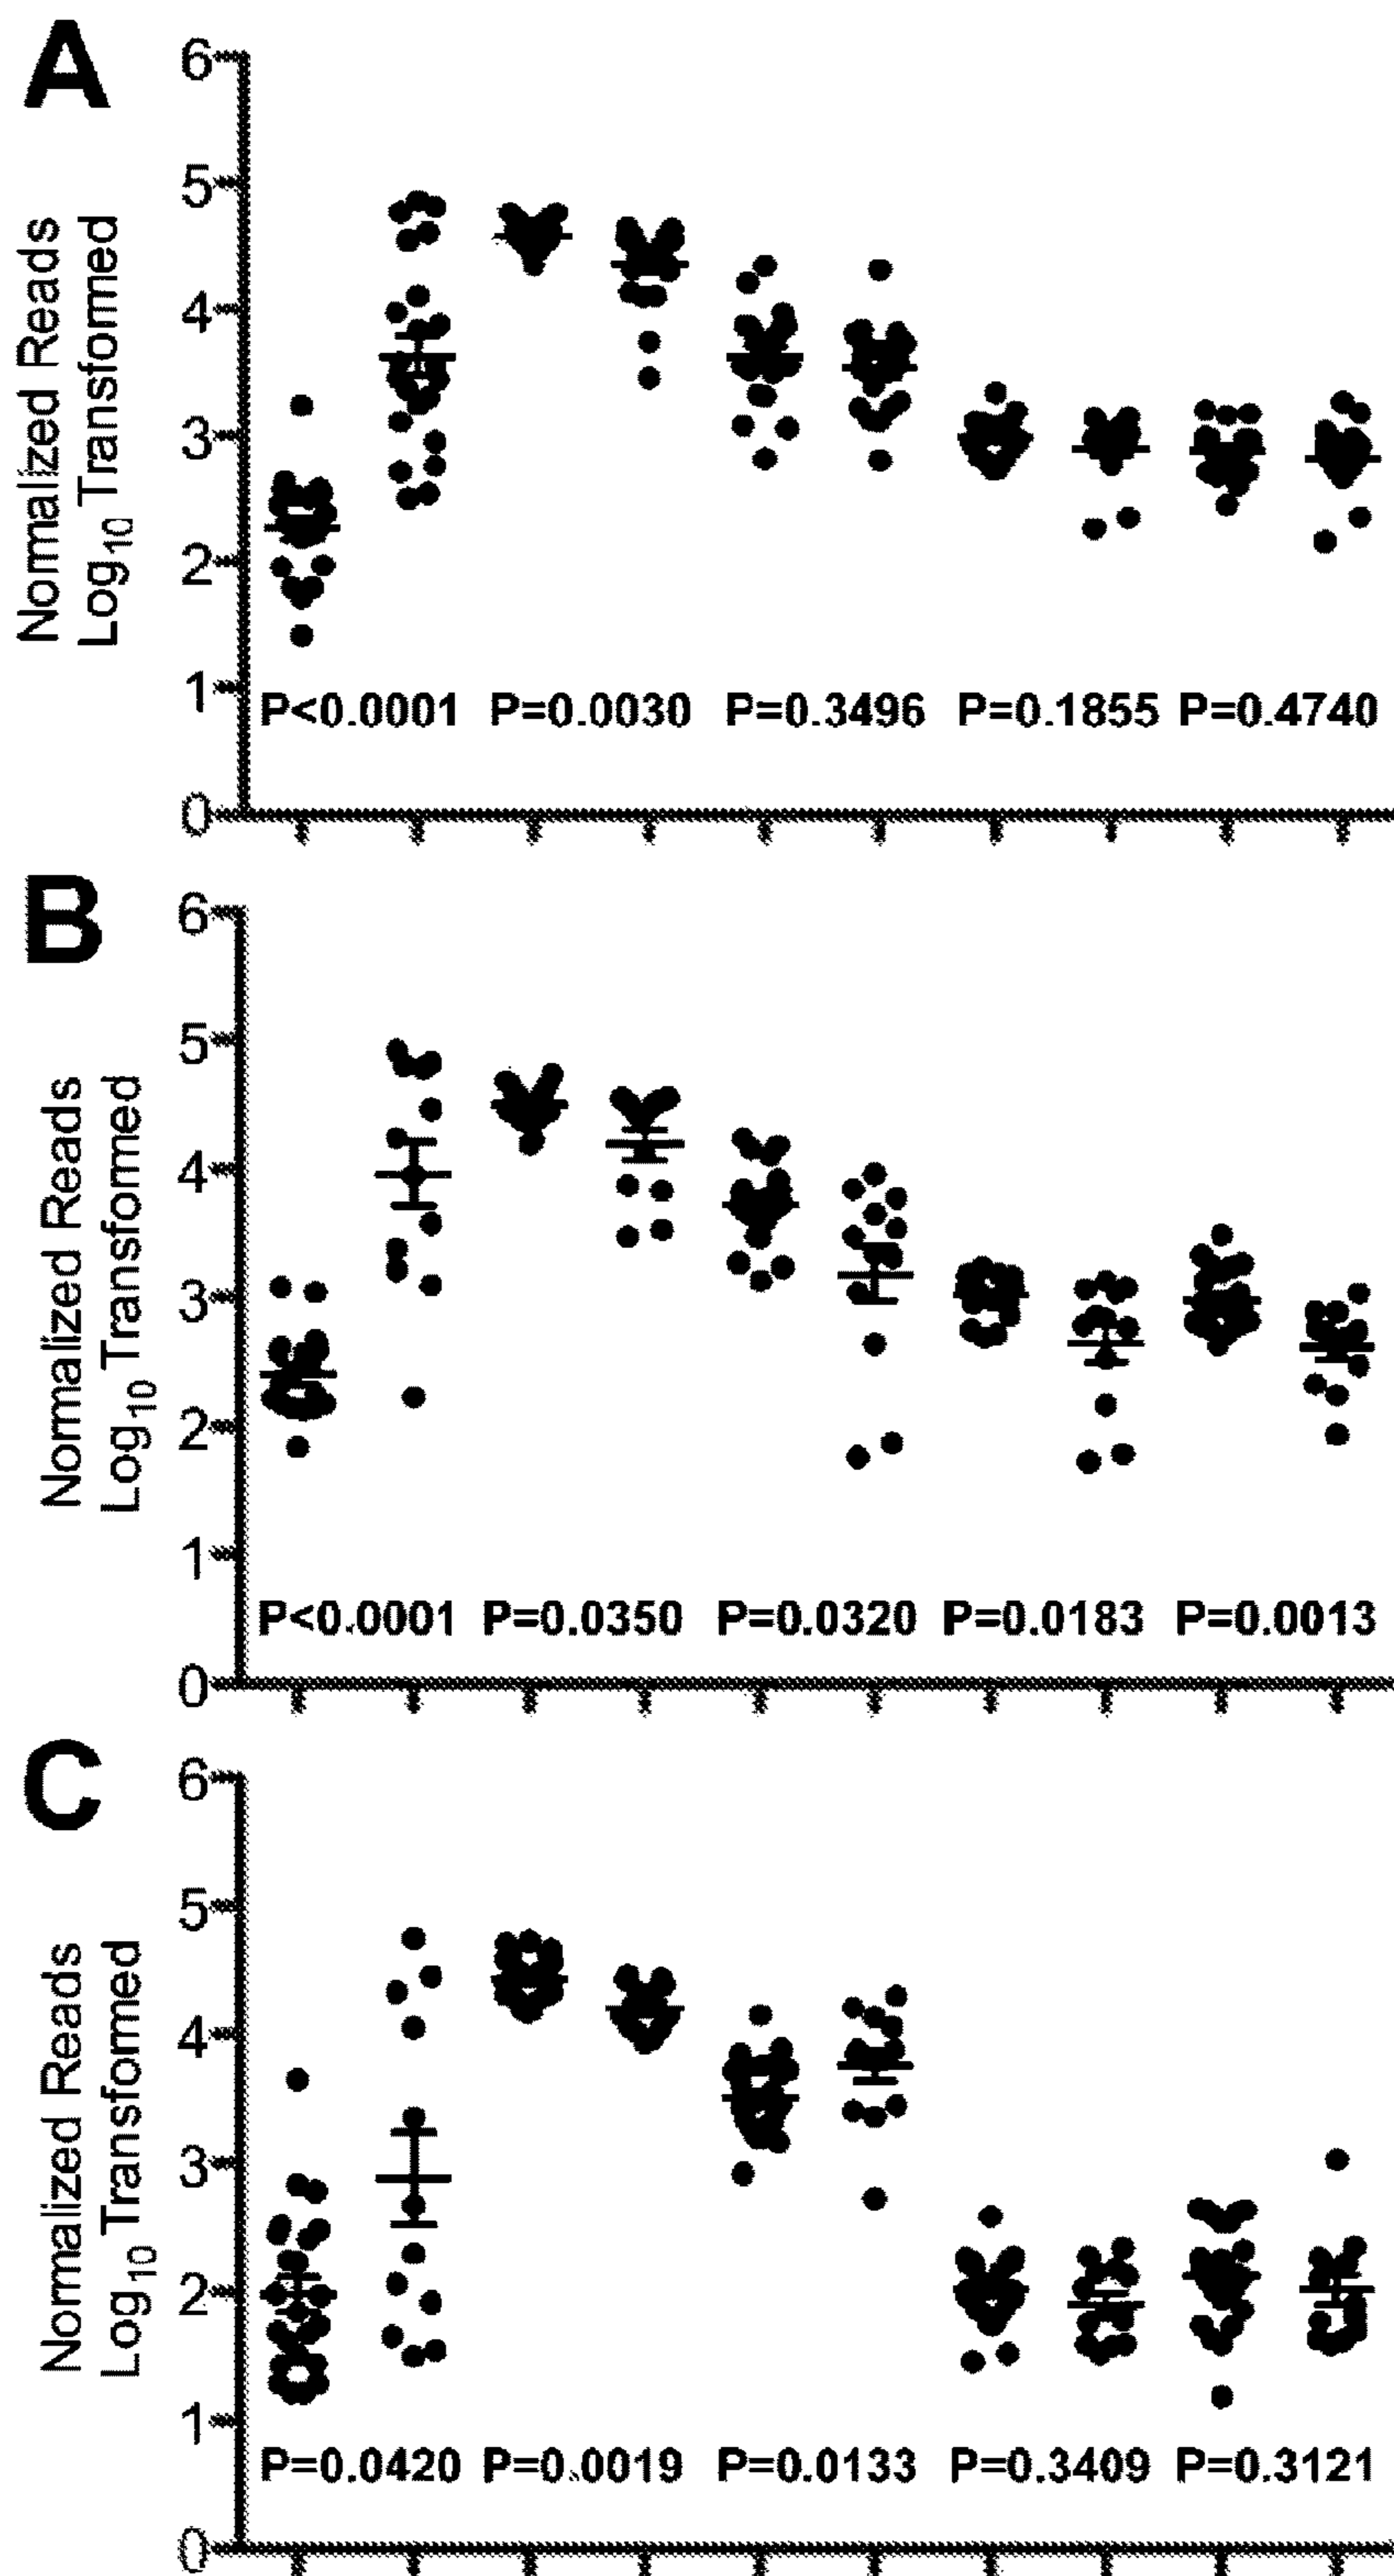 A
6
5
4
3
2
1
0
Normalized Reads
Log10 Transformed
P<0.0001 P=0.0030 P=0.3496 P=0.1855 P=0.4740
B
6
5
4
3
2
1
0
Normalized Reads
Log10 Transformed
P<0.0001 P=0.0350 P=0.0320 P=0.0183 P=0.0013
C
6
5
4
3
2
1
0
Normalized Reads
Log10 Transformed
P=0.0420 P=0.0019 P=0.0133 P=0.3409 P=0.3121